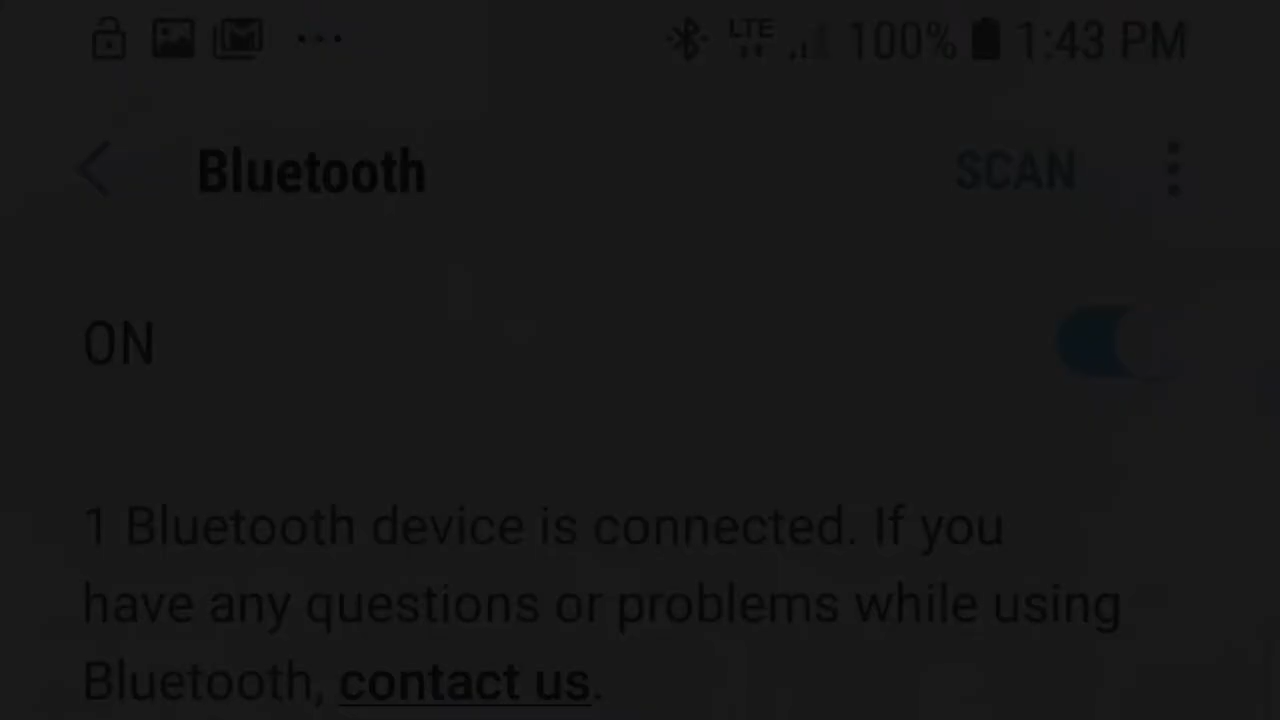 LTE 100% 1:43 PM
Bluetooth SCAN
ON
1 Bluetooth device is connected. If you
have any questions or problems while using
Bluetooth, contact us.